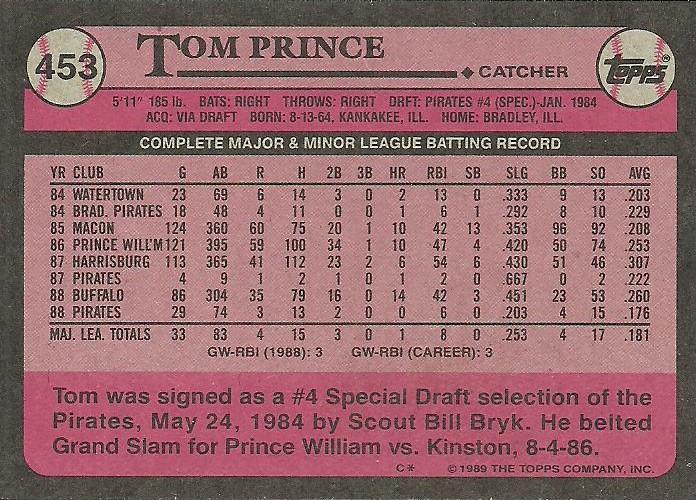 453 TOM PRINCE CATCHER TOPPS®
5'11" 185 lb. BATS: RIGHT THROWS: RIGHT DRFT: PIRATES #4 (SPEC.)-JAN. 1984
ACQ: VIA DRAFT BORN: 8-13-64, KANKAKEE, ILL. HOME: BRADLEY, ILL.
COMPLETE MAJOR & MINOR LEAGUE BATTING RECORD
YR CLUB G AB R H 2B 3B HR RBI SB SLG BB SO AVG
84 WATERTOWN 23 69 6 14 3 0 2 13 0 .333 9 13 .203
84 BRAD. PIRATES 18 48 4 11 0 0 1 6 1 .292 8 10 .229
85 MACON 124 360 60 75 20 1 10 42 13 .353 96 92 .208
86 PRINCE WILL'M 121 395 59 100 34 1 10 47 4 .420 50 74 .253
87 HARRISBURG 113 365 41 112 23 2 6 54 6 .430 51 46 .307
87 PIRATES 4 9 1 2 1 0 1 2 0 .667 0 2 .222
88 BUFFALO 86 304 35 79 16 0 14 42 3 .451 23 53 .260
88 PIRATES 29 74 3 13 2 0 0 6 0 .203 4 15 .176
MAJ. LEA. TOTALS 33 83 4 15 3 0 1 8 0 .253 4 17 .181
GW-RBI (1988): 3 GW-RBI (CAREER): 3
Tom was signed as a #4 Special Draft selection of the
Pirates, May 24, 1984 by Scout Bill Bryk. He belted
Grand Slam for Prince William vs. Kinston, 8-4-86.
C* © 1989 THE TOPPS COMPANY, INC.